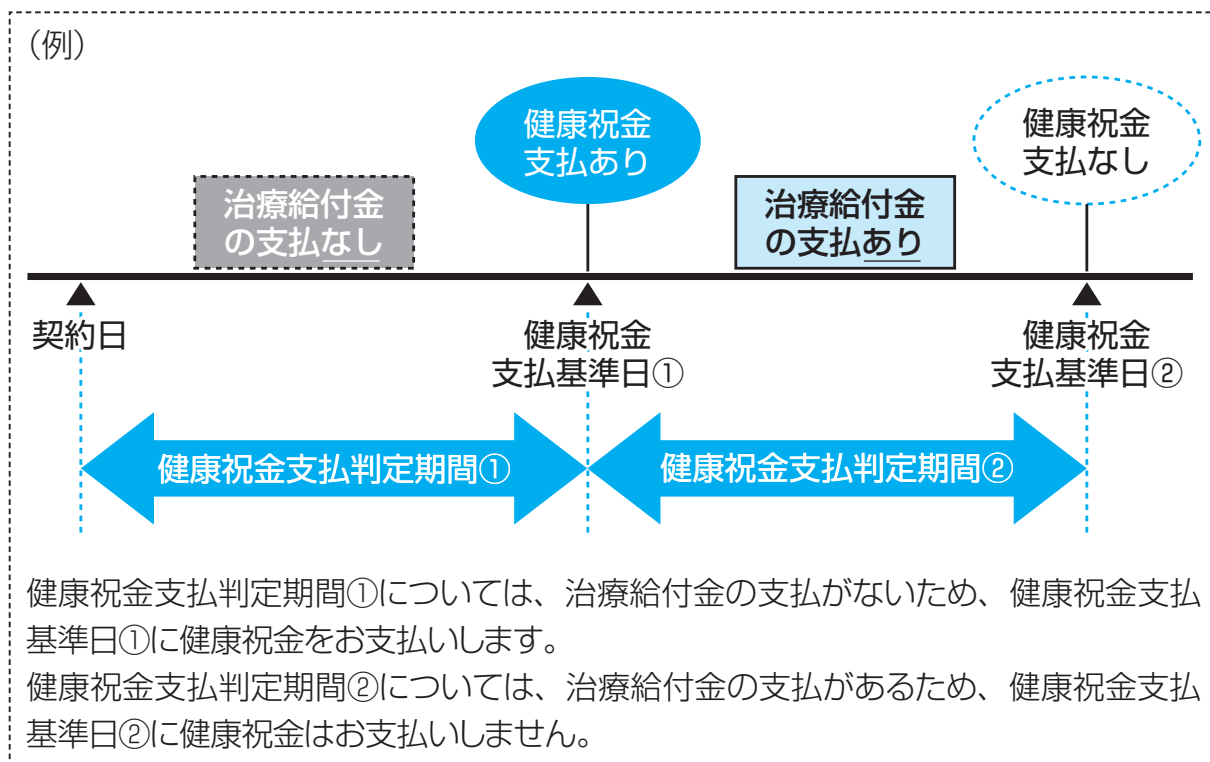 （例）
健康祝金
支払あり
健康祝金
支払なし
治療給付金
の支払なし
治療給付金
の支払あり
契約日
健康祝金
支払基準日①
健康祝金
支払基準日②
健康祝金支払判定期間①
健康祝金支払判定期間②
健康祝金支払判定期間①については、治療給付金の支払がないため、健康祝金支払
基準日①に健康祝金をお支払いします。
健康祝金支払判定期間②については、治療給付金の支払があるため、健康祝金支払
基準日②に健康祝金はお支払いしません。